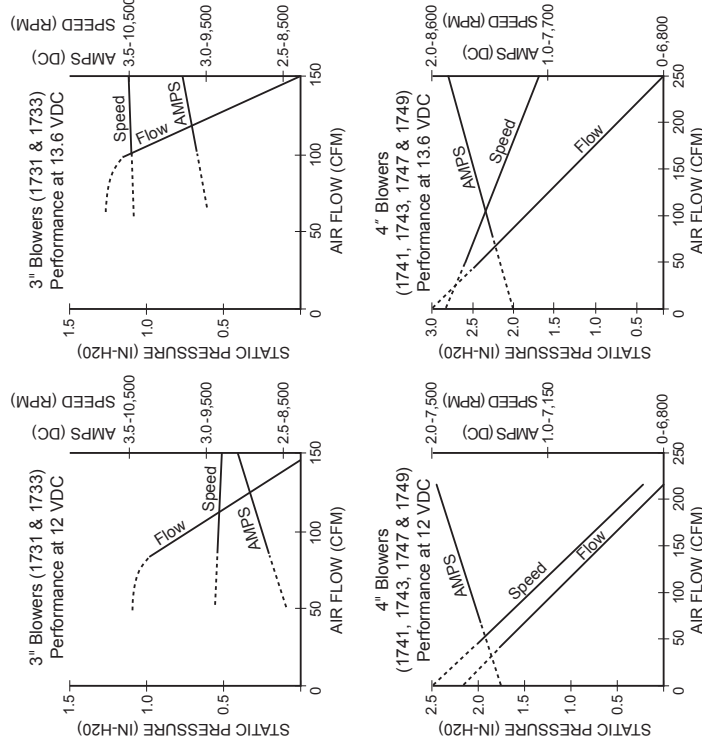 3" Blowers (1731 & 1733)
Performance at 12 VDC
STATIC PRESSURE (IN-H20)
1.5
1.0
0.5
0
50
100
150
AIR FLOW (CFM)
AMPS (DC)
SPEED (RPM)
3.5-10,500
3.0-9,500
2.5-8,500
Flow
Speed
AMPS
3" Blowers (1731 & 1733)
Performance at 13.6 VDC
STATIC PRESSURE (IN-H20)
1.5
1.0
0.5
0
50
100
150
AIR FLOW (CFM)
AMPS (DC)
SPEED (RPM)
3.5-10,500
3.0-9,500
2.5-8,500
Speed
Flow
AMPS
4" Blowers
(1741, 1743, 1747 & 1749)
Performance at 12 VDC
STATIC PRESSURE (IN-H20)
2.5
2.0
1.0
0.5
0
50
100
150
200
250
AIR FLOW (CFM)
AMPS (DC)
SPEED (RPM)
2.0-7,500
1.0-7,150
0-6,800
AMPS
Speed
Flow
4" Blowers
(1741, 1743, 1747 & 1749)
Performance at 13.6 VDC
STATIC PRESSURE (IN-H20)
3.0
2.5
2.0
1.0
0.5
0
50
100
150
200
250
AIR FLOW (CFM)
AMPS (DC)
SPEED (RPM)
2.0-8,600
1.0-7,700
0-6,800
AMPS
Speed
Flow